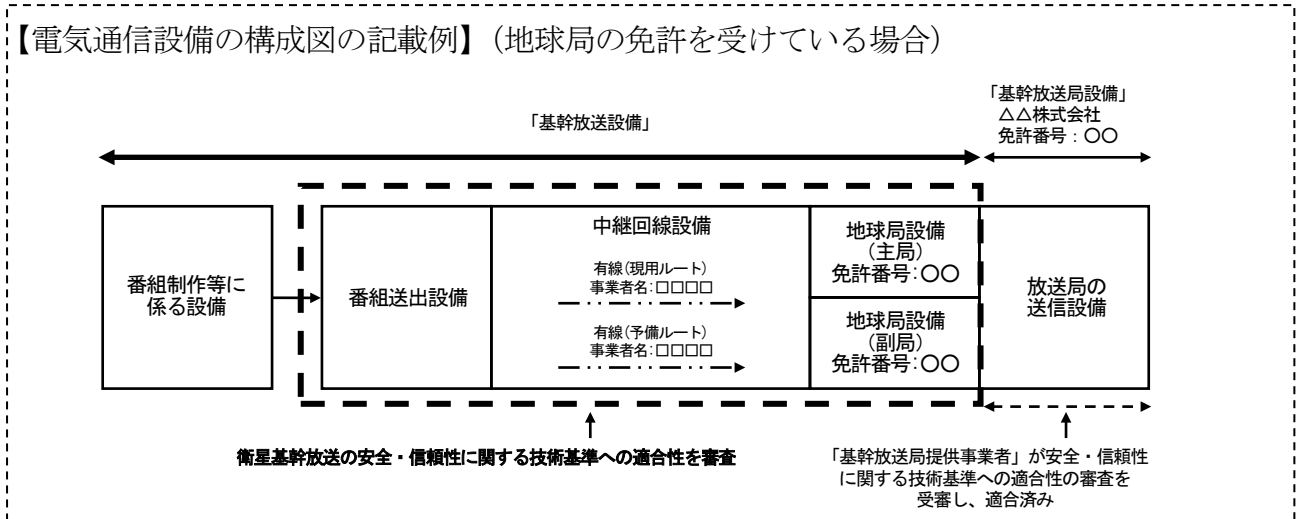 【電気通信設備の構成図の記載例】(地球局の免許を受けている場合)
「基幹放送局設備」
△△株式会社
免許番号:〇〇
「基幹放送設備」
番組制作等に
係る設備
番組送出設備
中継回線設備
有線(現用ルート)
事業者名:□□□□
有線(予備ルート)
事業者名:□□□□
地球局設備
(主局)
免許番号:〇〇
地球局設備
(副局)
免許番号:〇〇
放送局の
送信設備
衛星基幹放送の安全・信頼性に関する技術基準への適合性を審査
「基幹放送局提供事業者」が安全・信頼性
に関する技術基準への適合性の審査を
受審し、適合済み